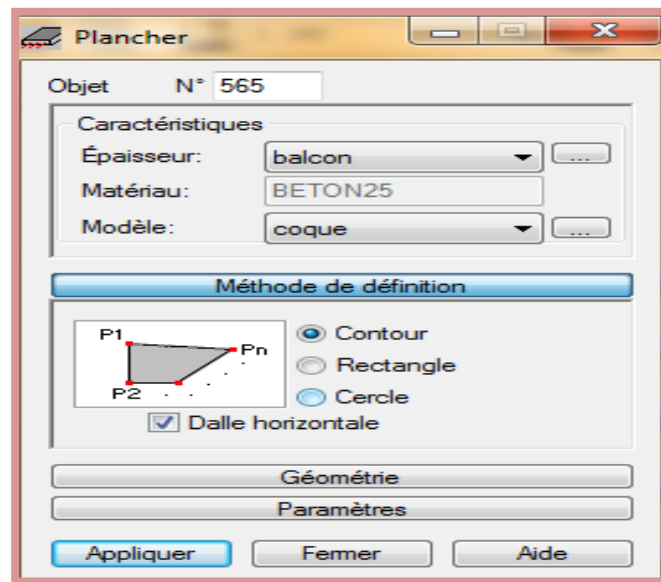 Plancher
Objet N° 565
Caractéristiques
Épaisseur: balcon ...
Matériau: BETON25
Modèle: coque ...
Méthode de définition
P1
Pn
P2
Contour
Rectangle
Cercle
Dalle horizontale
Géométrie
Paramètres
Appliquer Fermer Aide